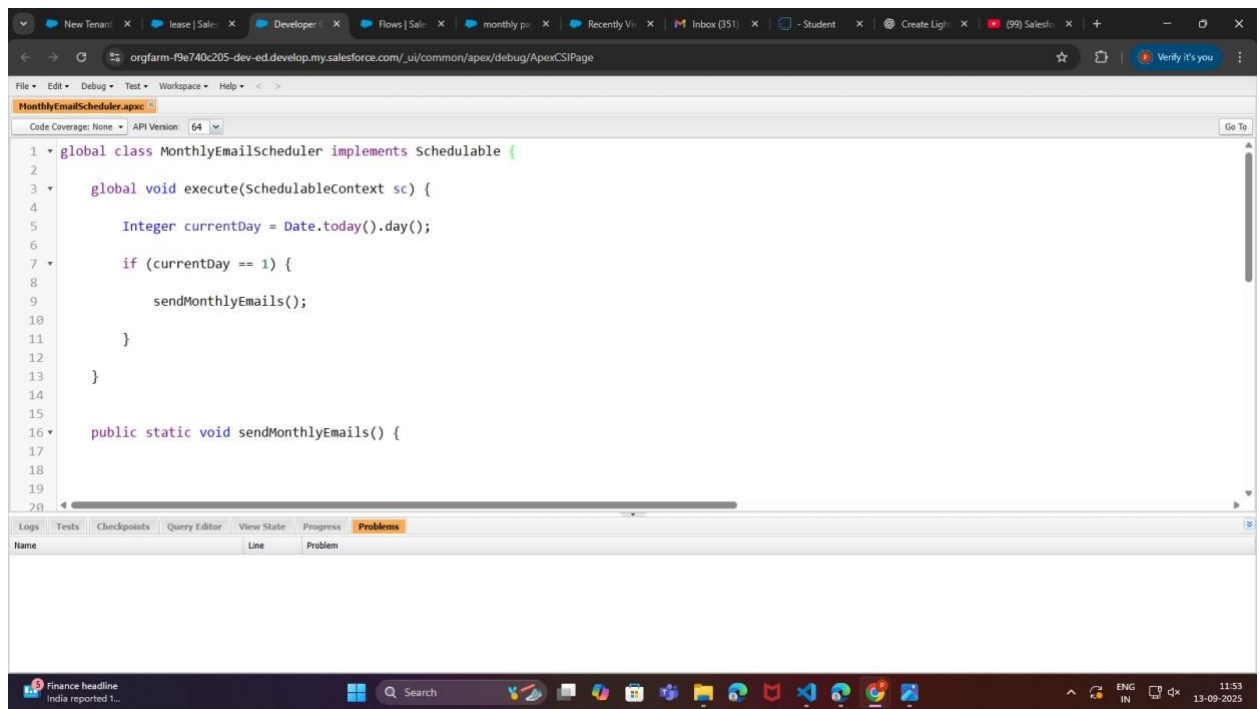 New Tenant
lease | Sale
Developer C
Flows | Sale
monthly pa
Recently Vi
Inbox (351)
- Student
Create Ligh
(99) Salesfo
orgfarm-f9e740c205-dev-ed.develop.my.salesforce.com/_ui/common/apex/debug/ApexCSIPage
Verify it's you
File Edit Debug Test Workspace Help < >
MonthlyEmailScheduler.apxc
Code Coverage: None API Version: 64 Go To
1 global class MonthlyEmailScheduler implements Schedulable {
2
3 global void execute(SchedulableContext sc) {
4
5 Integer currentDay = Date.today().day();
6
7 if (currentDay == 1) {
8
9 sendMonthlyEmails();
10
11 }
12
13 }
14
15
16 public static void sendMonthlyEmails() {
17
18
19
20
Logs Tests Checkpoints Query Editor View State Progress Problems
Name Line Problem
5
Finance headline
India reported 1...
Search
ENG
IN
11:53
13-09-2025